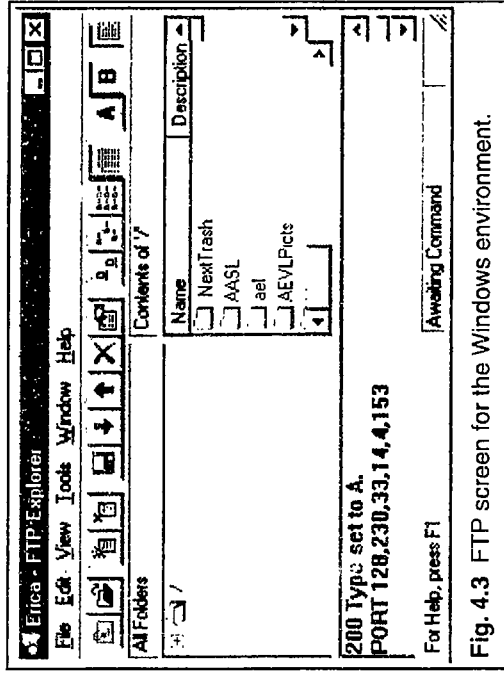 Erica - FTP Explorer
File Edit View Tools Window Help
A B
All Folders
Contents of '/'
/
Name Description
NextTrash
AASL
ael
AEVLPicts
200 Type set to A.
PORT 128,230,33,14,4,153
For Help, press F1
Awaiting Command
Fig. 4.3 FTP screen for the Windows environment.